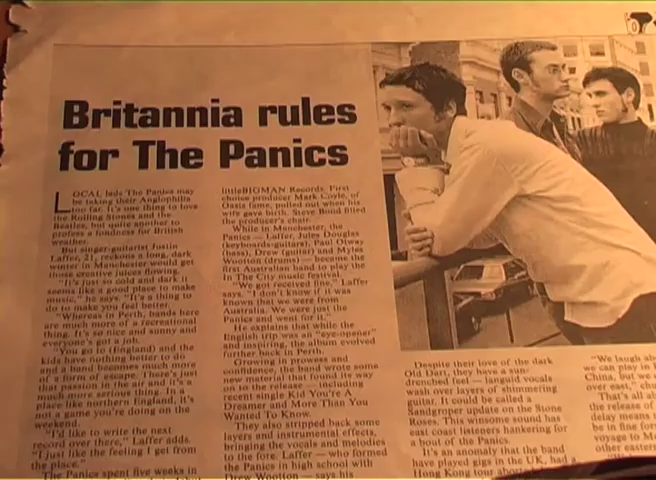 Britannia rules
for The Panics
LOCAL lads The Panics may
be taking their Anglophilia
too far. It's one thing to love
the Rolling Stones and the
Beatles, but quite another to
profess a fondness for British
weather.
But singer-guitarist Justin
Laffer, 21, reckons a long, dark
winter in Manchester would get
those creative juices flowing.
"It's just so cold and dark it
seems like a good place to make
music," he says. "It's a thing to
do to make you feel better.
"Whereas in Perth, bands here
are much more of a recreational
thing. It's so nice and sunny and
everyone's got a job.
"You go to (England) and the
kids have nothing better to do
and a band becomes much more
of a form of escape. There's just
that passion in the air and it's a
much more serious thing. In a
place like northern England, it's
not a game you're doing on the
weekend.
"I'd like to write the next
record over there," Laffer adds.
"I just like the feeling I get from
the place."
The Panics spent five weeks in
littleBIGMAN Records. First
choice producer Mark Coyle, of
Oasis fame, pulled out when his
wife gave birth. Steve Bond filled
the producer's chair.
While in Manchester, the
Panics — Laffer, Jules Douglas
(keyboards-guitars), Paul Otway
(bass), Drew (guitar) and Myles
Wootton (drums) — became the
first Australian band to play the
In The City music festival.
"We got received fine," Laffer
says. "I don't know if it was
known that we were from
Australia. We were just the
Panics and went for it."
He explains that while the
English trip was an "eye-opener"
and inspiring, the album evolved
further back in Perth.
Growing in prowess and
confidence, the band wrote some
new material that found its way
on the release — including
recent single Kid You're A
Dreamer and More Than You
Wanted To Know.
They also stripped back some
layers and instrumental effects,
bringing the vocals and melodies
to the fore. Laffer — who formed
the Panics in high school with
Drew Wootton — says his
Despite their love of the dark
Old Dart, they have a sun-
drenched feel — languid vocals
wash over layers of shimmering
guitar. It could be called a
Sandgroper update on the Stone
Roses. This winsome sound has
east coast listeners hankering for
a bout of the Panics.
It's an anomaly that the band
have played gigs in the UK, had a
Hong Kong tour about
"We laugh ab
we can play in
China, but we c
over east," chu
That's all ab
the release of
delay means
be in fine for
voyage to M
other eastern